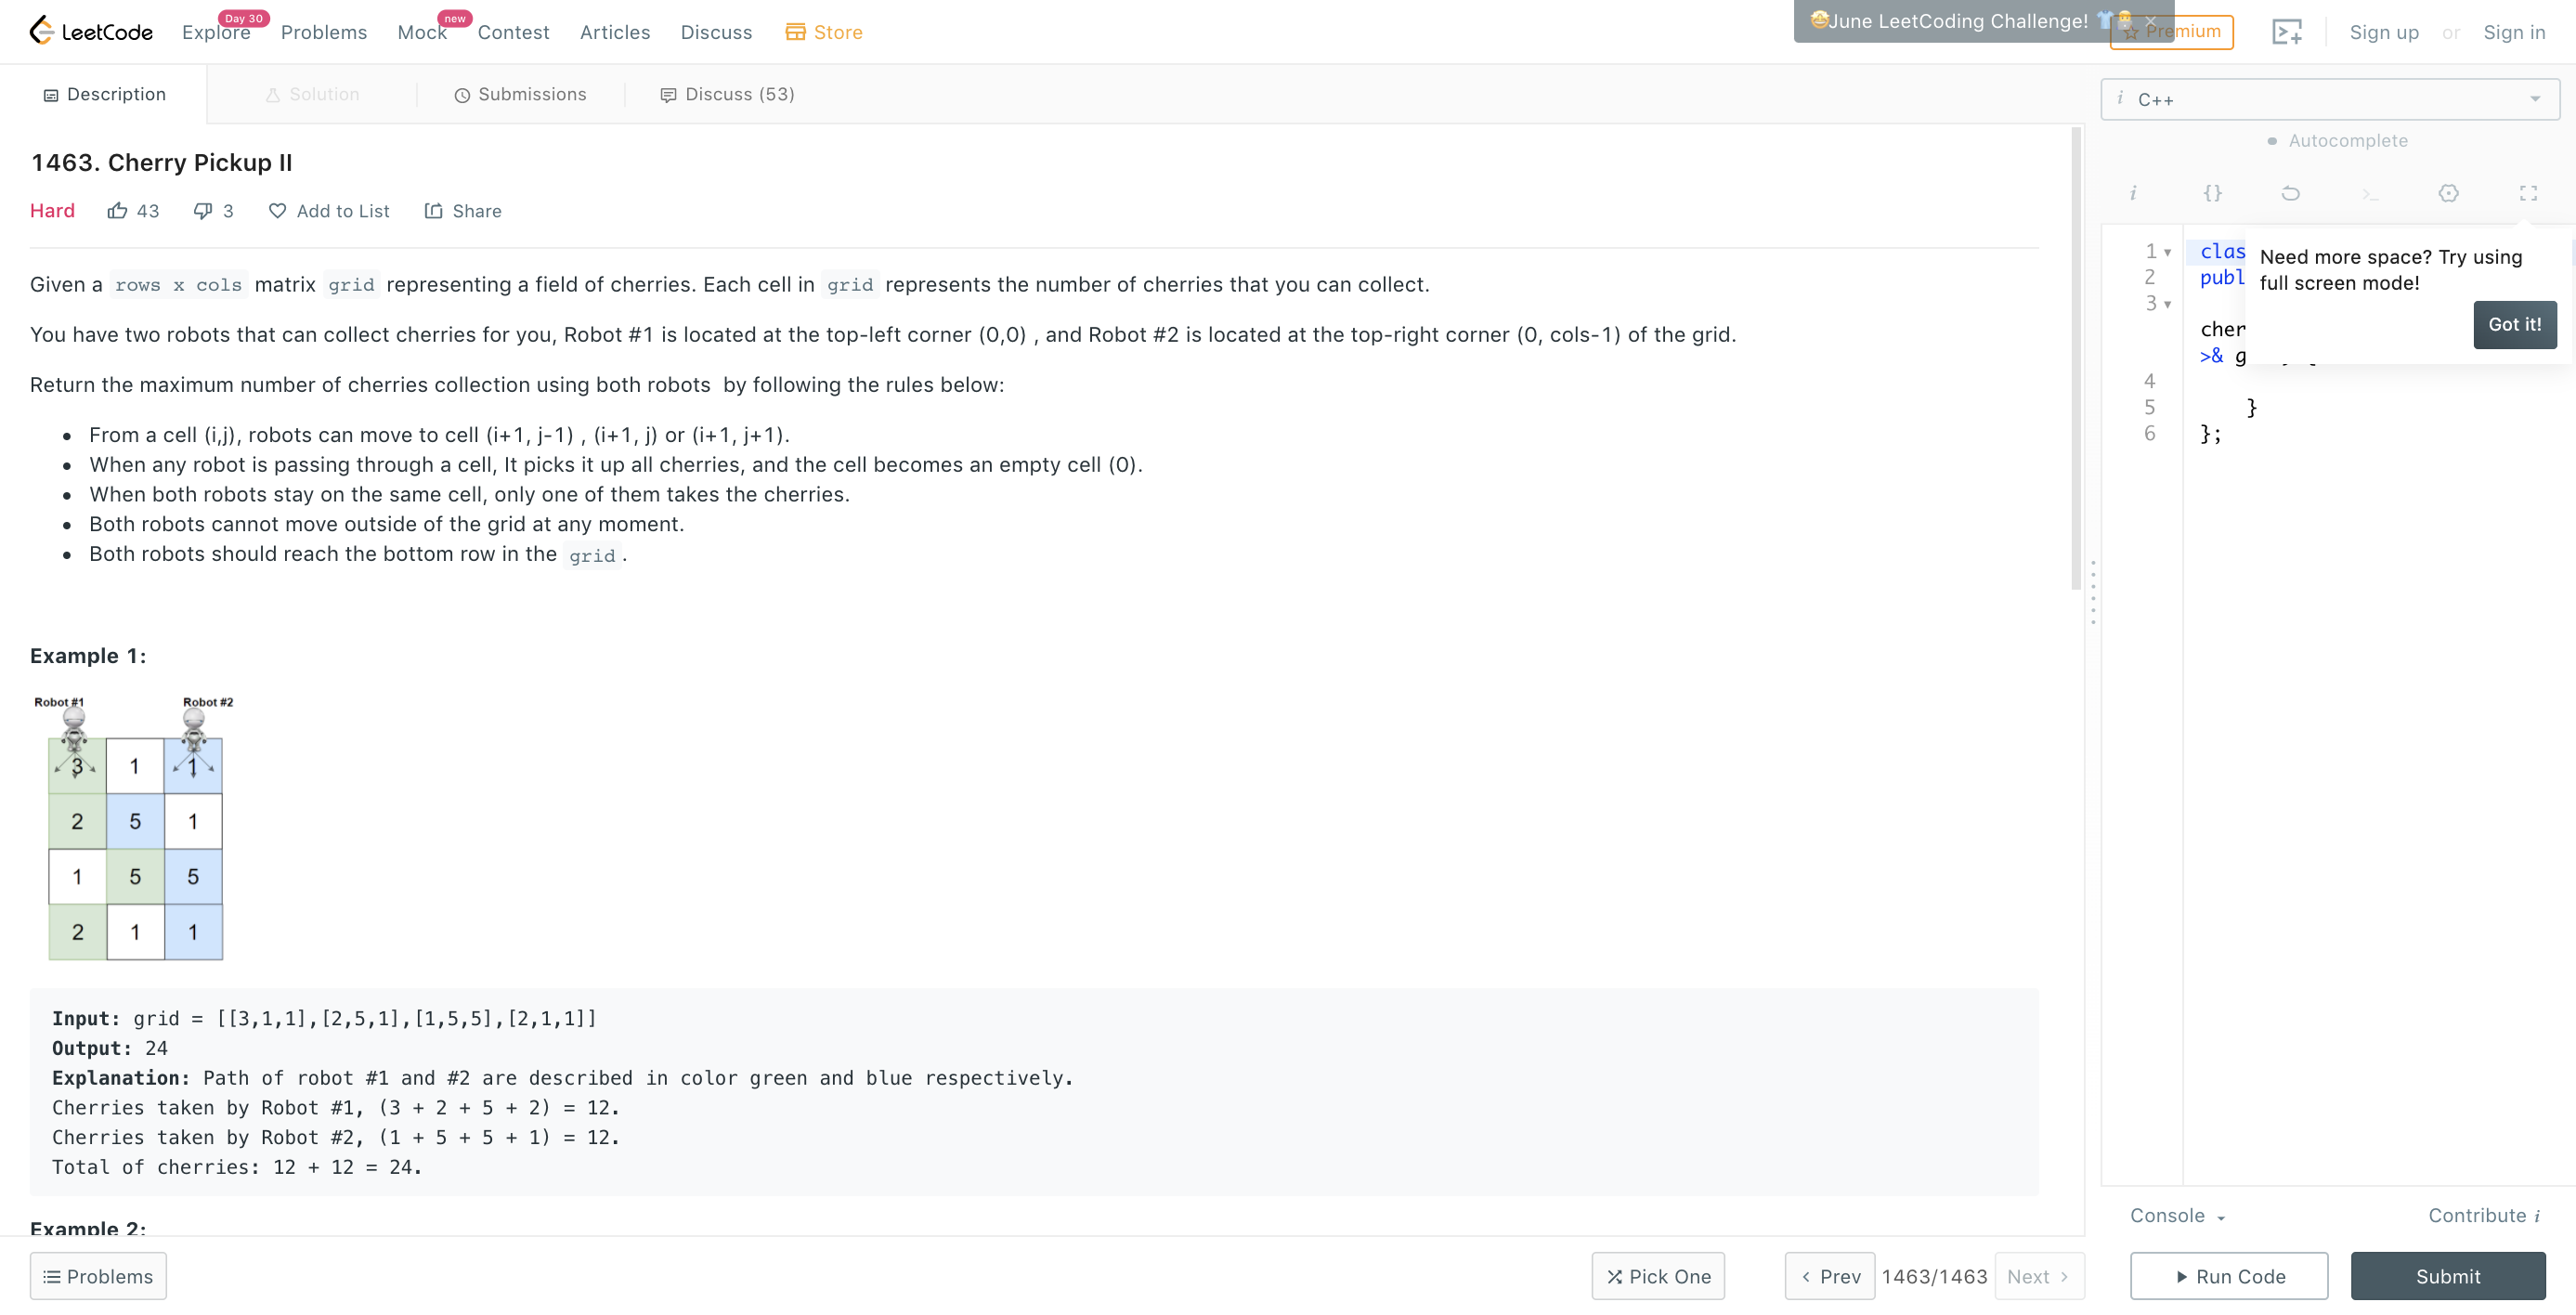 LeetCode
Explore Day 30 Problems Mock new Contest Articles Discuss Store
🤩June LeetCoding Challenge! 👕
Premium
Sign up or Sign in
Description Solution Submissions Discuss (53)
1463. Cherry Pickup II
Hard 43 3 Add to List Share
Given a rows x cols matrix grid representing a field of cherries. Each cell in grid represents the number of cherries that you can collect.
You have two robots that can collect cherries for you, Robot #1 is located at the top-left corner (0,0) , and Robot #2 is located at the top-right corner (0, cols-1) of the grid.
Return the maximum number of cherries collection using both robots  by following the rules below:
• From a cell (i,j), robots can move to cell (i+1, j-1) , (i+1, j) or (i+1, j+1).
• When any robot is passing through a cell, It picks it up all cherries, and the cell becomes an empty cell (0).
• When both robots stay on the same cell, only one of them takes the cherries.
• Both robots cannot move outside of the grid at any moment.
• Both robots should reach the bottom row in the grid.
Example 1:
Robot #1 Robot #2
3 1 1
2 5 1
1 5 5
2 1 1
Input: grid = [[3,1,1],[2,5,1],[1,5,5],[2,1,1]]
Output: 24
Explanation: Path of robot #1 and #2 are described in color green and blue respectively.
Cherries taken by Robot #1, (3 + 2 + 5 + 2) = 12.
Cherries taken by Robot #2, (1 + 5 + 5 + 1) = 12.
Total of cherries: 12 + 12 = 24.
Example 2:
Problems
Pick One
Prev 1463/1463 Next
i C++
Autocomplete
i {} >_
1 clas
2 publ
3
cher
>& g
4
5 }
6 };
Need more space? Try using
full screen mode!
Got it!
Console Contribute i
Run Code Submit